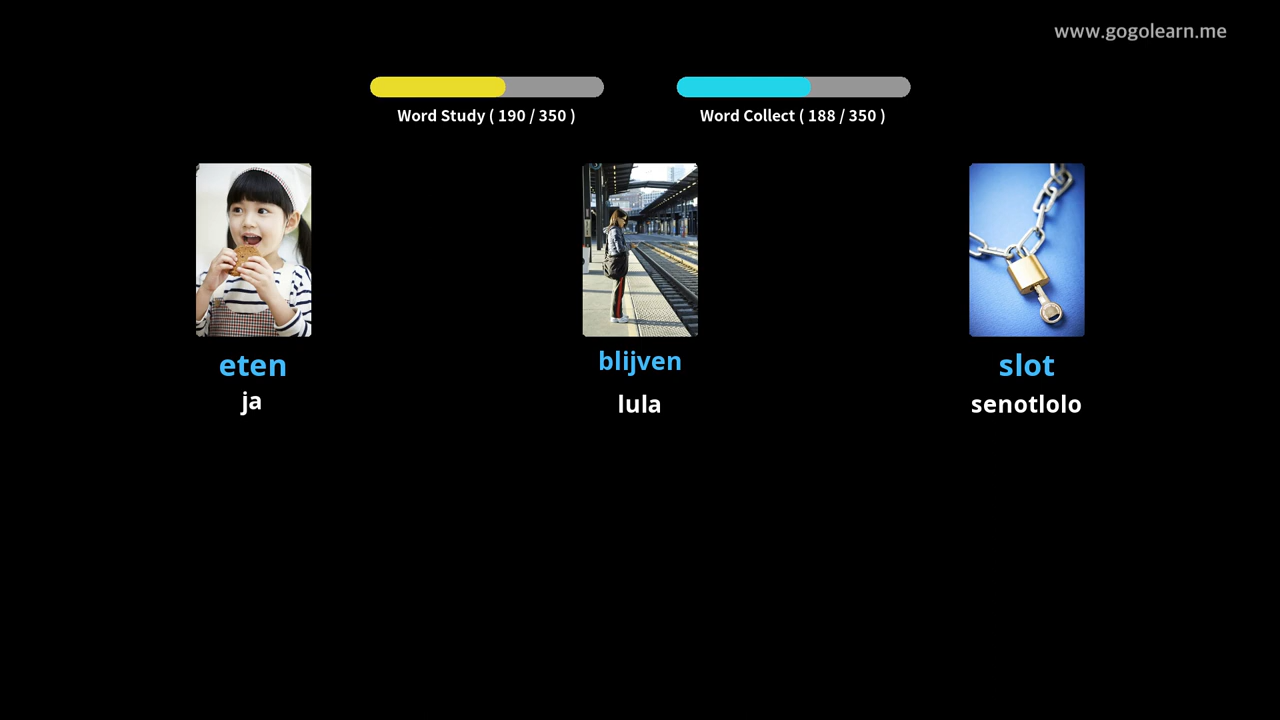 www.gogolearn.me
Word Study ( 190 / 350 )
Word Collect ( 188 / 350 )
eten
ja
blijven
lula
slot
senotlolo